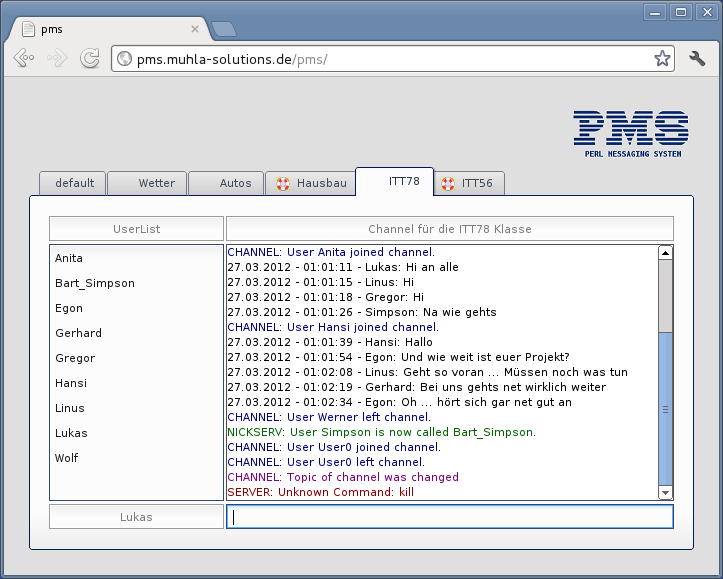 pms
pms.muhla-solutions.de/pms/
PMS
PERL MESSAGING SYSTEM
default Wetter Autos Hausbau ITT78 ITT56
UserList Channel für die ITT78 Klasse
Anita
Bart_Simpson
Egon
Gerhard
Gregor
Hansi
Linus
Lukas
Wolf
CHANNEL: User Anita joined channel.
27.03.2012 - 01:01:11 - Lukas: Hi an alle
27.03.2012 - 01:01:15 - Linus: Hi
27.03.2012 - 01:01:18 - Gregor: Hi
27.03.2012 - 01:01:26 - Simpson: Na wie gehts
CHANNEL: User Hansi joined channel.
27.03.2012 - 01:01:39 - Hansi: Hallo
27.03.2012 - 01:01:54 - Egon: Und wie weit ist euer Projekt?
27.03.2012 - 01:02:08 - Linus: Geht so voran ... Müssen noch was tun
27.03.2012 - 01:02:19 - Gerhard: Bei uns gehts net wirklich weiter
27.03.2012 - 01:02:34 - Egon: Oh ... hört sich gar net gut an
CHANNEL: User Werner left channel.
NICKSERV: User Simpson is now called Bart_Simpson.
CHANNEL: User User0 joined channel.
CHANNEL: User User0 left channel.
CHANNEL: Topic of channel was changed
SERVER: Unknown Command: kill
Lukas